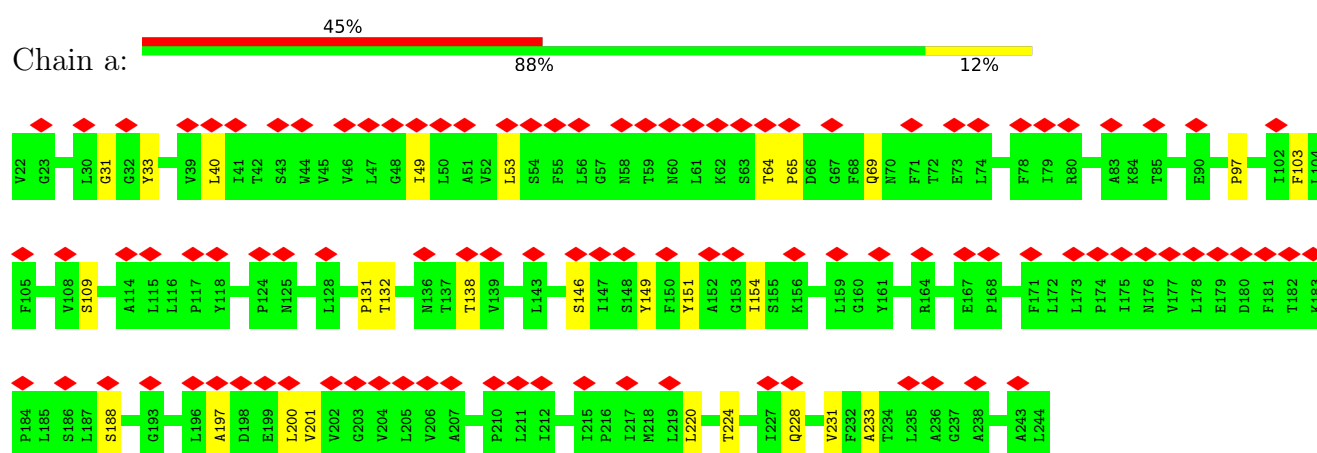 45%
Chain a:
88% 12%
V22 G23 L30 G31 G32 Y33 V39 L40 I41 T42 S43 W44 V45 V46 L47 G48 I49 L50 A51 V52 L53 S54 F55 L56 G57 N58 T59 N60 L61 K62 S63 T64 P65 D66 G67 F68 Q69 N70 F71 T72 E73 L74 F78 I79 R80 A83 K84 T85 E90 P97 I102 F103 L104
F105 V108 S109 A114 L115 L116 P117 Y118 P124 N125 L128 P131 T132 N136 T137 T138 V139 L143 S146 I147 S148 Y149 F150 Y151 A152 G153 I154 S155 K156 L159 G160 Y161 R164 E167 P168 F171 L172 L173 P174 I175 N176 V177 L178 E179 D180 F181 T182 K183
P184 L185 S186 L187 S188 G193 L196 A197 D198 E199 L200 V201 V202 G203 V204 L205 V206 A207 P210 L211 I212 I215 P216 I217 M218 L219 L220 T224 I227 Q228 V231 F232 A233 T234 L235 A236 G237 A238 A243 L244